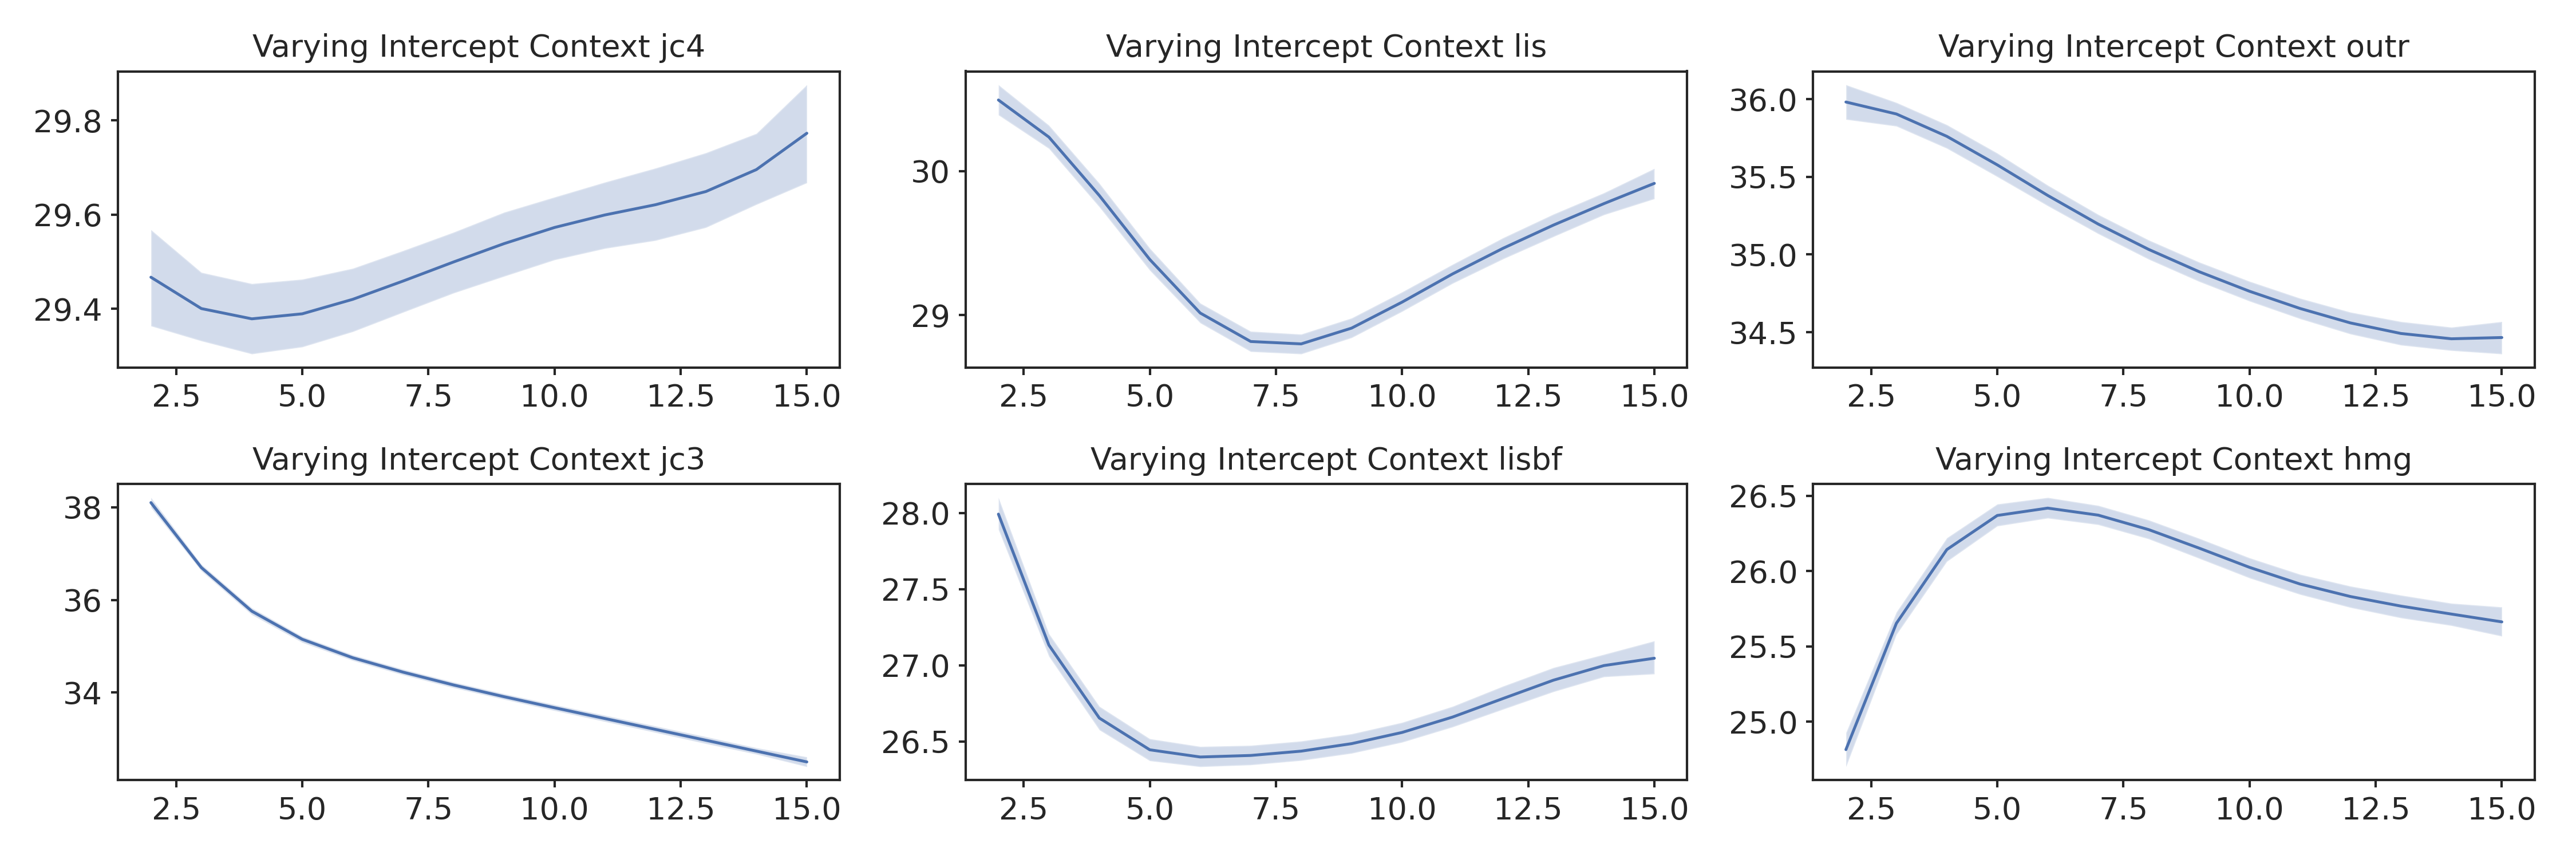 Varying Intercept Context jc4
29.8
29.6
29.4
2.5 5.0 7.5 10.0 12.5 15.0
Varying Intercept Context lis
30
29
2.5 5.0 7.5 10.0 12.5 15.0
Varying Intercept Context outr
36.0
35.5
35.0
34.5
2.5 5.0 7.5 10.0 12.5 15.0
Varying Intercept Context jc3
38
36
34
2.5 5.0 7.5 10.0 12.5 15.0
Varying Intercept Context lisbf
28.0
27.5
27.0
26.5
2.5 5.0 7.5 10.0 12.5 15.0
Varying Intercept Context hmg
26.5
26.0
25.5
25.0
2.5 5.0 7.5 10.0 12.5 15.0